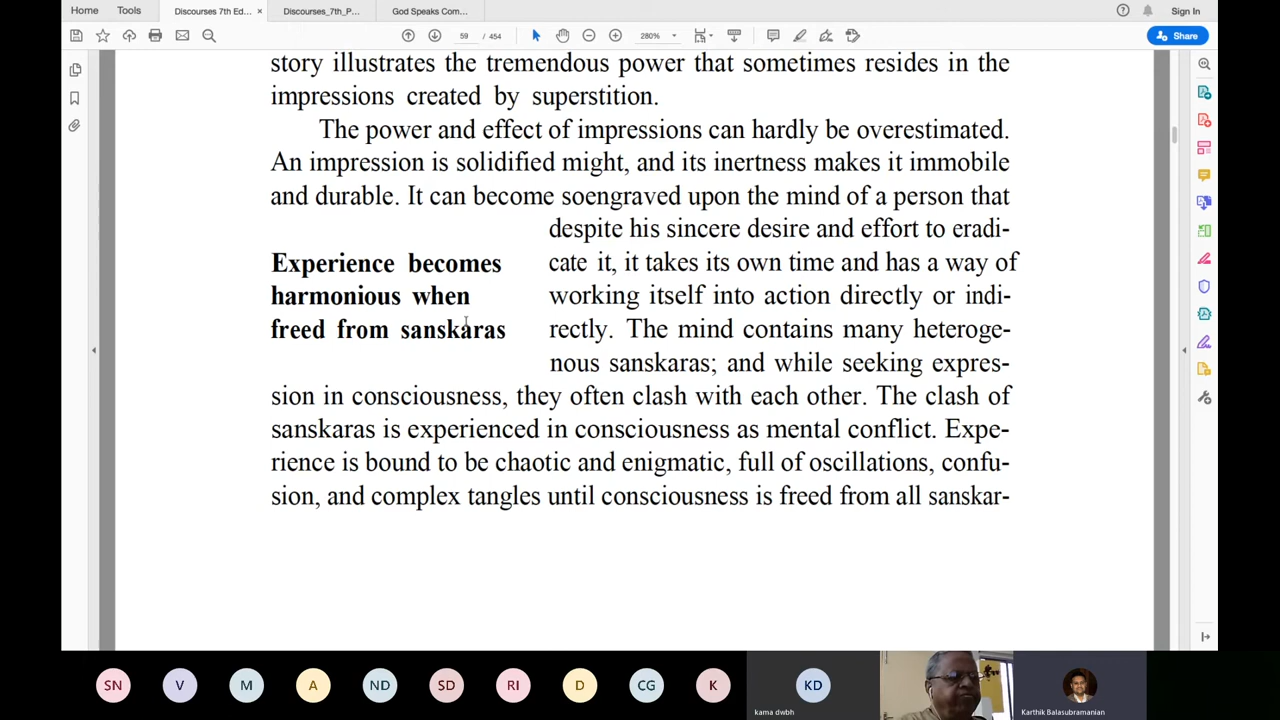 Home
Tools
Discourses 7th Ed...
×
Discourses_7th_P...
God Speaks Com...
Sign In
59 / 454
280%
Share
story illustrates the tremendous power that sometimes resides in the
impressions created by superstition.
The power and effect of impressions can hardly be overestimated.
An impression is solidified might, and its inertness makes it immobile
and durable. It can become soengraved upon the mind of a person that
despite his sincere desire and effort to eradi-
cate it, it takes its own time and has a way of
working itself into action directly or indi-
rectly. The mind contains many heteroge-
nous sanskaras; and while seeking expres-
Experience becomes
harmonious when
freed from sanskaras
sion in consciousness, they often clash with each other. The clash of
sanskaras is experienced in consciousness as mental conflict. Expe-
rience is bound to be chaotic and enigmatic, full of oscillations, confu-
sion, and complex tangles until consciousness is freed from all sanskar-
SN
V
M
A
ND
SD
RI
D
CG
K
KD
kama dwbh
Karthik Balasubramanian